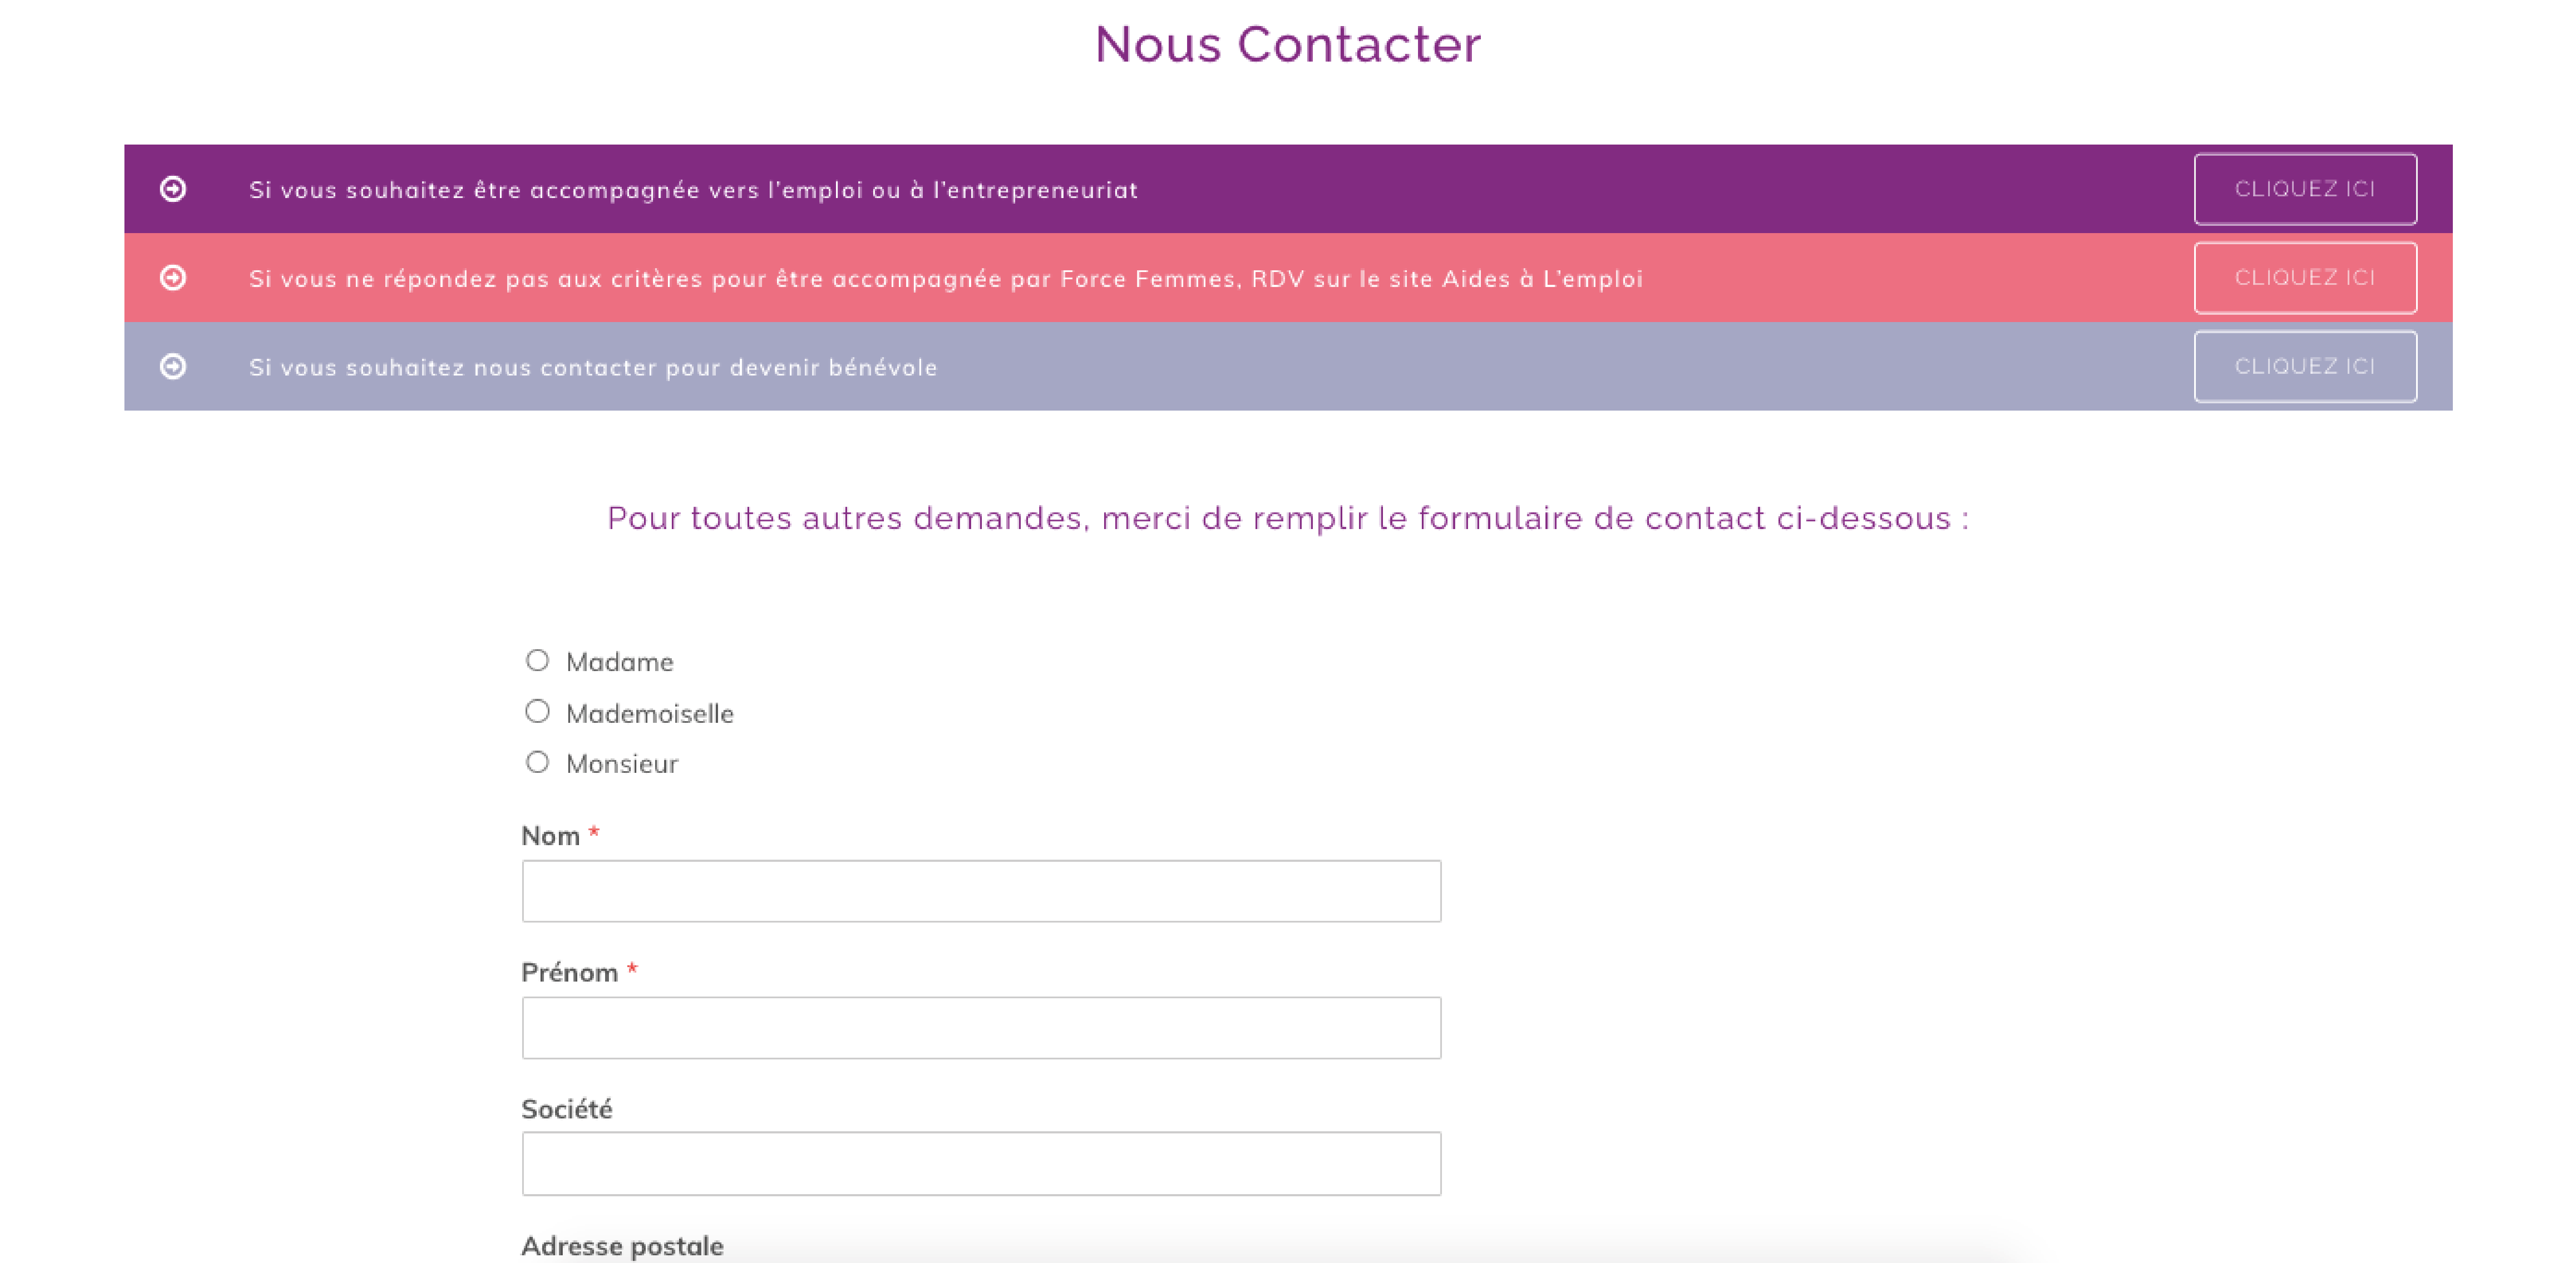 Nous Contacter
Si vous souhaitez être accompagnée vers l'emploi ou à l'entrepreneuriat
CLIQUEZ ICI
Si vous ne répondez pas aux critères pour être accompagnée par Force Femmes, RDV sur le site Aides à L'emploi
CLIQUEZ ICI
Si vous souhaitez nous contacter pour devenir bénévole
CLIQUEZ ICI
Pour toutes autres demandes, merci de remplir le formulaire de contact ci-dessous :
Madame
Mademoiselle
Monsieur
Nom *
Prénom *
Société
Adresse postale